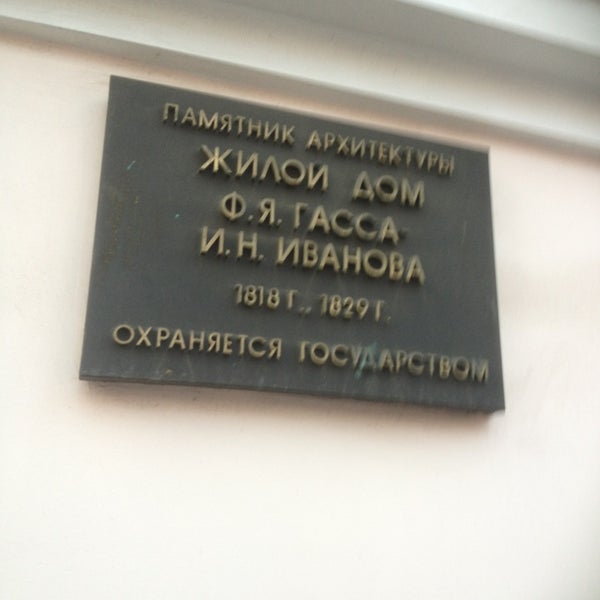 ПАМЯТНИК АРХИТЕКТУРЫ
ЖИЛОЙ ДОМ
Ф.Я. ГАССА-
И.Н. ИВАНОВА
1818 Г., 1829 Г.
ОХРАНЯЕТСЯ ГОСУДАРСТВОМ